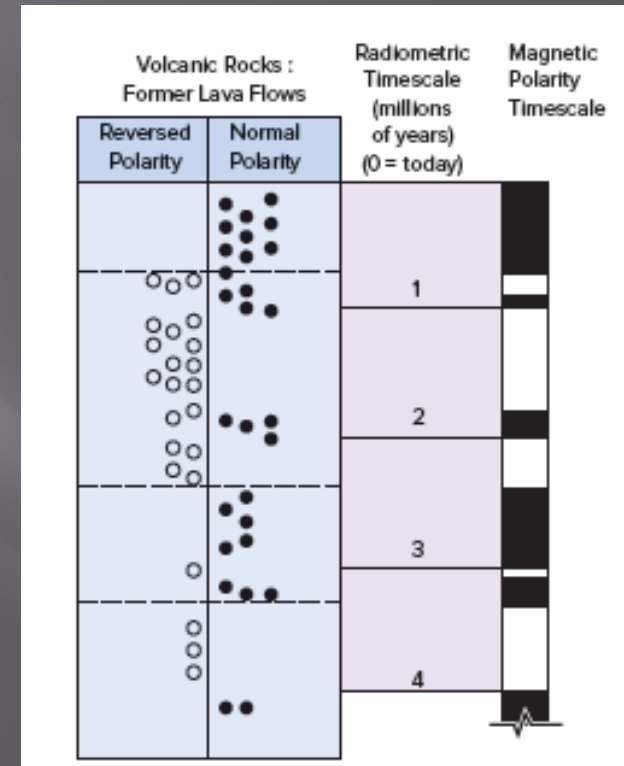 Volcanic Rocks :
Former Lava Flows
Reversed
Polarity
Normal
Polarity
Radiometric
Timescale
(millions
of years)
(0 = today)
Magnetic
Polarity
Timescale
1
2
3
4